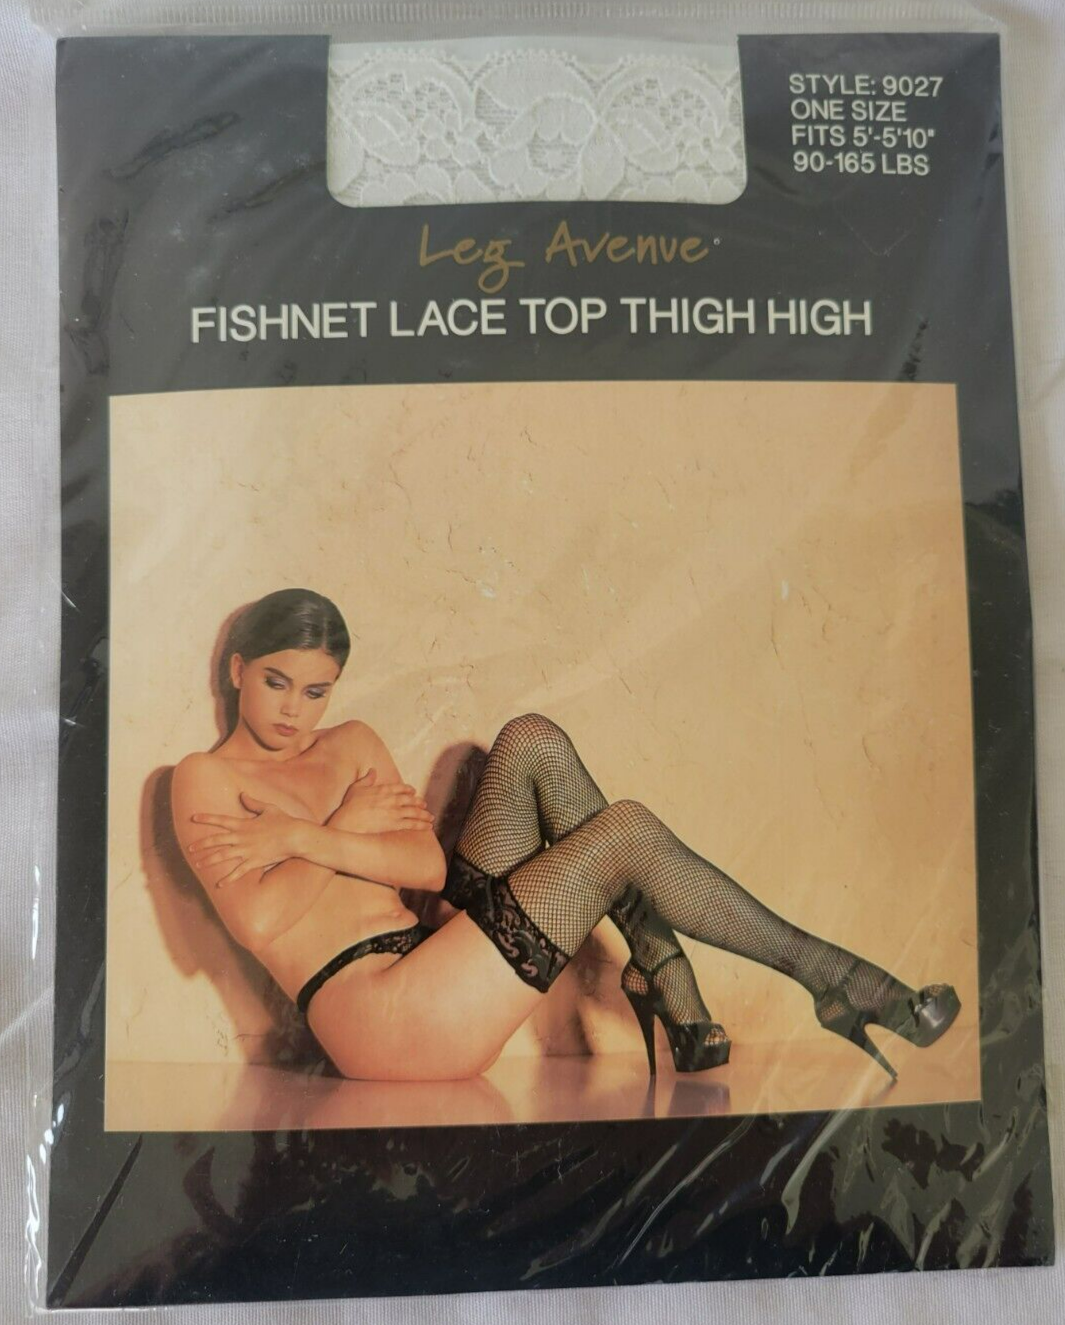 STYLE: 9027
ONE SIZE
FITS 5'-5'10"
90-165 LBS
Leg Avenue
FISHNET LACE TOP THIGH HIGH